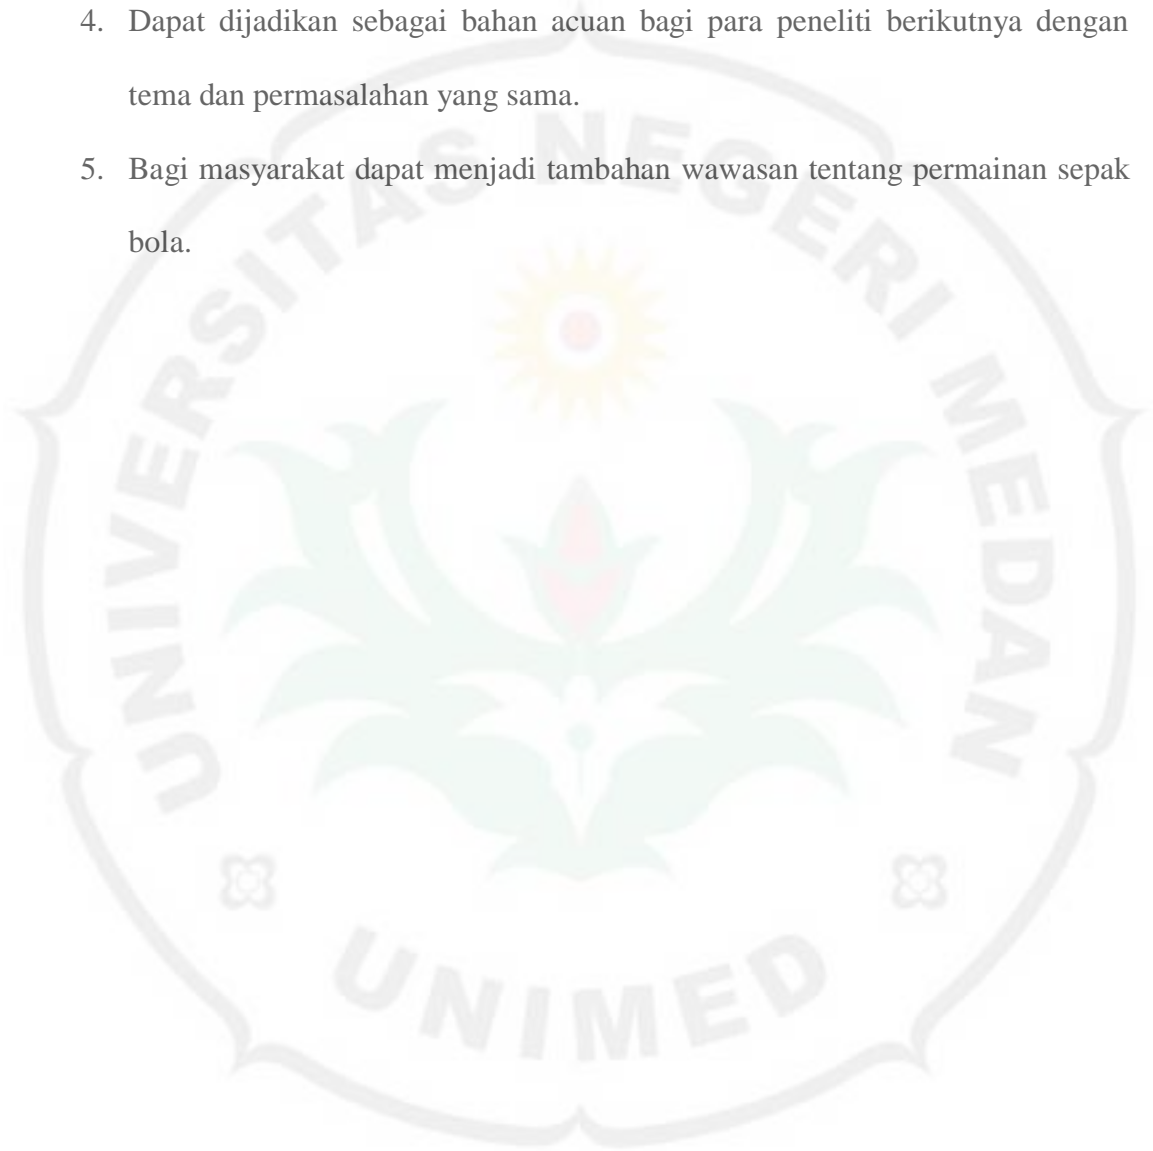 4. Dapat dijadikan sebagai bahan acuan bagi para peneliti berikutnya dengan
tema dan permasalahan yang sama.
5. Bagi masyarakat dapat menjadi tambahan wawasan tentang permainan sepak
bola.
UNIVERSITAS NEGERI MEDAN
UNIMED